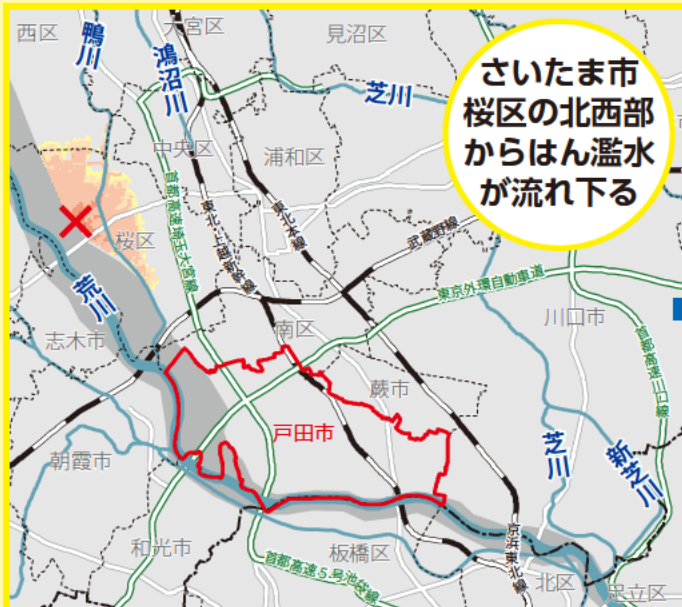 西区
鴨川
大宮区
鴻沼川
見沼区
芝川
さいたま市
桜区の北西部
からはん濫水
が流れ下る
中央区
浦和区
首都高速埼玉大宮線
東北・上越新幹線
東北本線
武蔵野線
桜区
荒川
東京外環自動車道
志木市
南区
川口市
首都高速川口線
蕨市
戸田市
朝霞市
芝川
新芝川
和光市
板橋区
首都高速5号池袋線
京浜東北線
北区
足立区